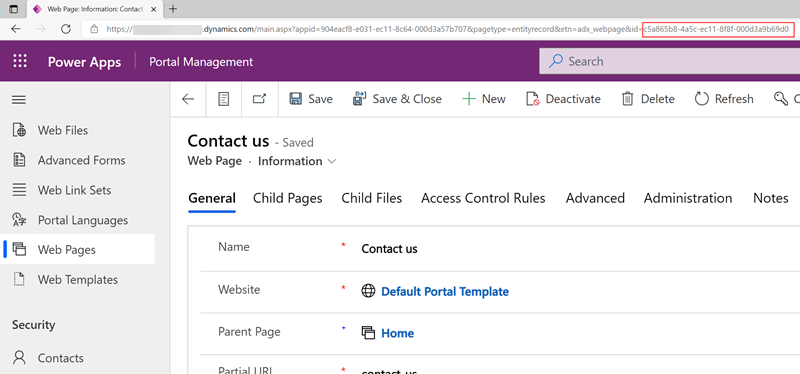 Web Page: Information: Contact
https://
.dynamics.com/main.aspx?appid=904eacf8-e031-ec11-8c64-000d3a57b707&pagetype=entityrecord&etn=adx_webpage&id=c5a865b8-4a5c-ec11-8f8f-000d3a9b69d0
Power Apps Portal Management Search
Save Save & Close New Deactivate Delete Refresh C
Web Files
Advanced Forms
Web Link Sets
Portal Languages
Web Pages
Web Templates
Security
Contacts
Contact us - Saved
Web Page · Information
General Child Pages Child Files Access Control Rules Advanced Administration Notes
Name * Contact us
Website * Default Portal Template
Parent Page * Home
Partial URL * contact-us